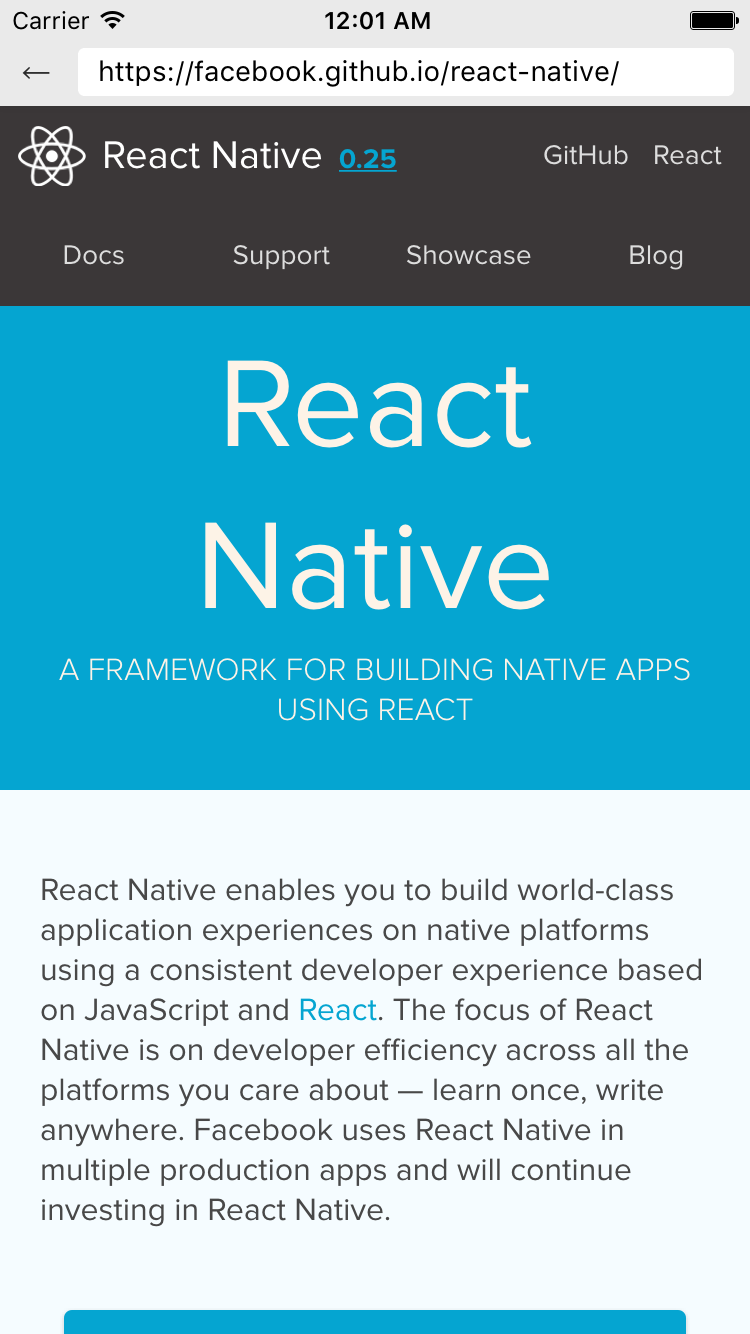 Carrier 12:01 AM
https://facebook.github.io/react-native/
React Native 0.25 GitHub React
Docs Support Showcase Blog
React
Native
A FRAMEWORK FOR BUILDING NATIVE APPS
USING REACT
React Native enables you to build world-class
application experiences on native platforms
using a consistent developer experience based
on JavaScript and React. The focus of React
Native is on developer efficiency across all the
platforms you care about — learn once, write
anywhere. Facebook uses React Native in
multiple production apps and will continue
investing in React Native.